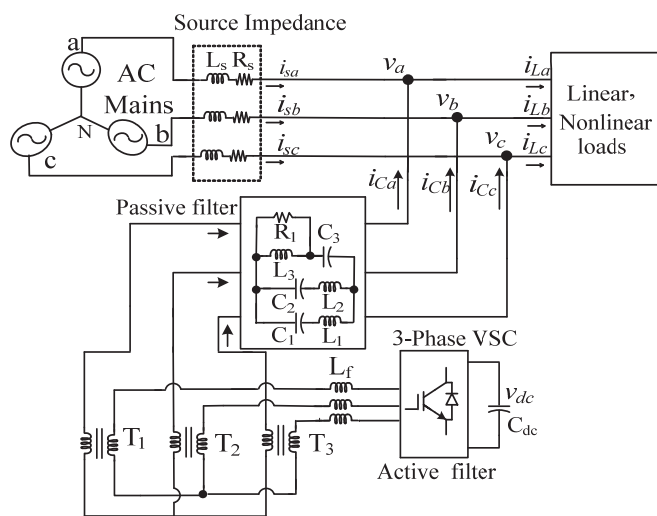 Source Impedance
a
AC
Mains
N
b
c
Ls Rs
isa
isb
isc
va
vb
vc
iLa
iLb
iLc
Linear,
Nonlinear
loads
iCa
iCb
iCc
Passive filter
R1
C3
L3
C2
L2
C1
L1
3-Phase VSC
Lf
vdc
Cdc
T1
T2
T3
Active filter